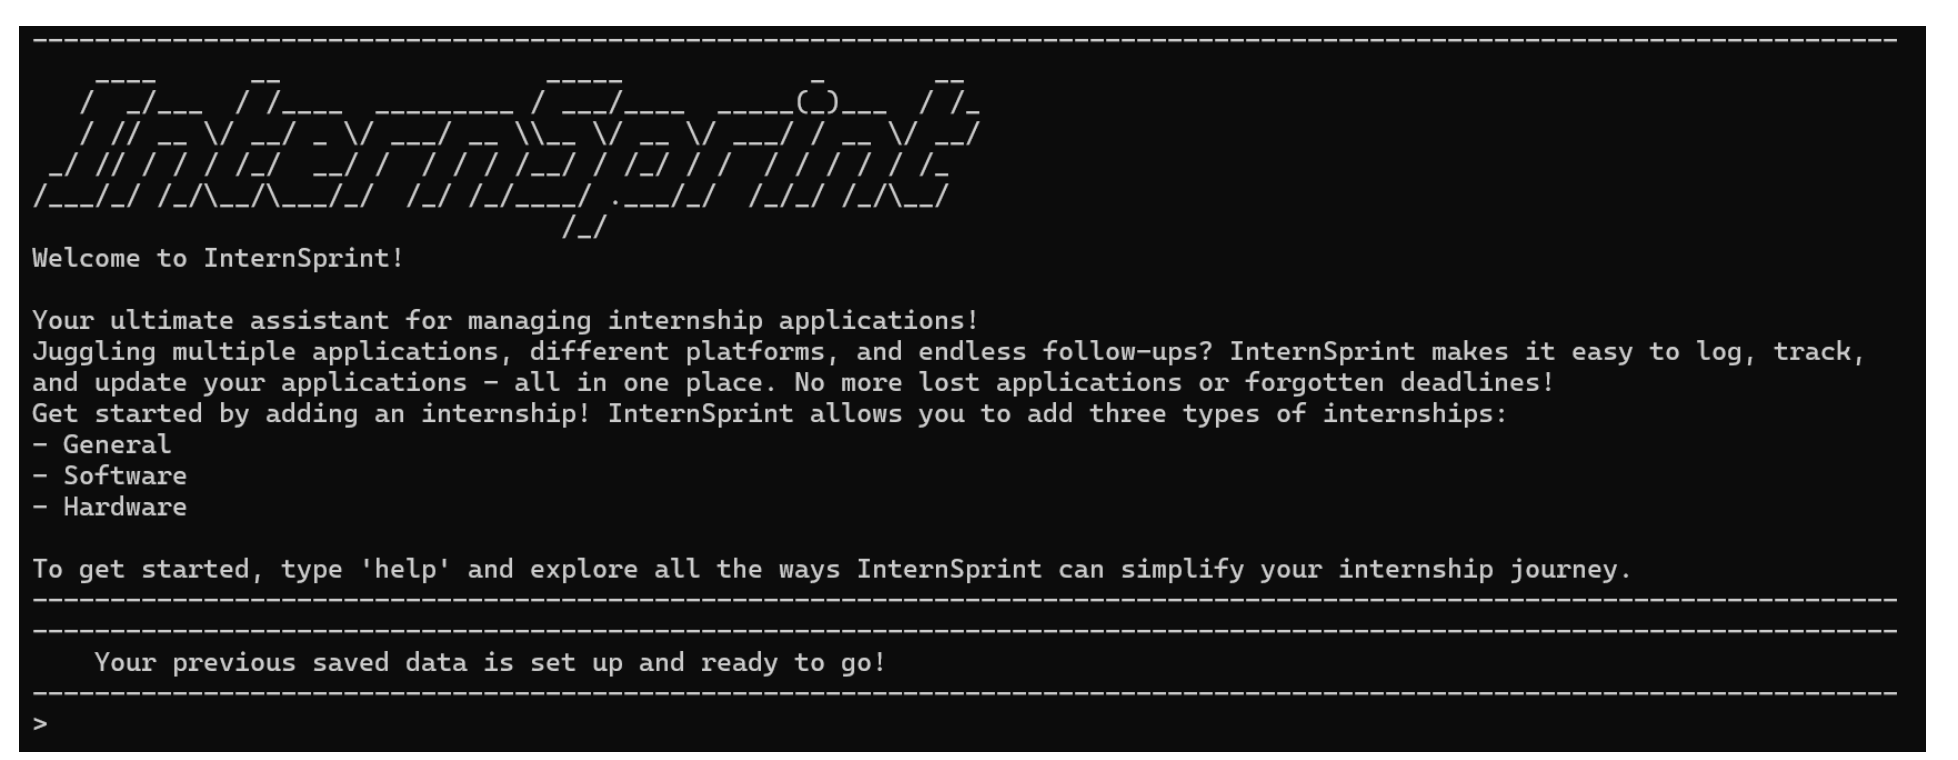 InternSprint
Welcome to InternSprint!
Your ultimate assistant for managing internship applications!
Juggling multiple applications, different platforms, and endless follow-ups? InternSprint makes it easy to log, track,
and update your applications - all in one place. No more lost applications or forgotten deadlines!
Get started by adding an internship! InternSprint allows you to add three types of internships:
- General
- Software
- Hardware
To get started, type 'help' and explore all the ways InternSprint can simplify your internship journey.
Your previous saved data is set up and ready to go!
>